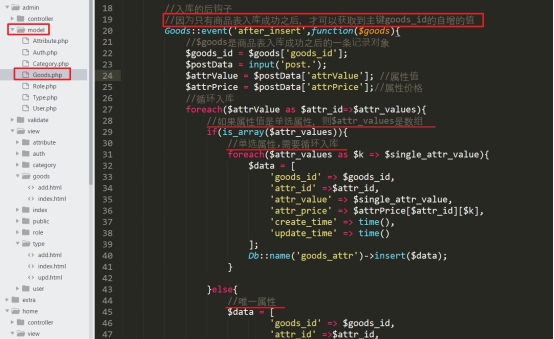 admin
controller
model
Attribute.php
Auth.php
Category.php
Goods.php
Role.php
Type.php
User.php
validate
view
attribute
auth
category
goods
add.html
index.html
index
public
role
type
add.html
index.html
upd.html
user
extra
home
controller
view
18 //入库的后钩子
19 //因为只有商品表入库成功之后，才可以获取到主键goods_id的自增的值
20 Goods::event('after_insert',function($goods){
21 //$goods是商品表入库成功之后的一条记录对象
22 $goods_id = $goods['goods_id'];
23 $postData = input('post.');
24 $attrValue = $postData['attrValue']; //属性值
25 $attrPrice = $postData['attrPrice'];//属性价格
26 //循环入库
27 foreach($attrValue as $attr_id=>$attr_values){
28 //如果属性值是单选属性，则$attr_values是数组
29 if(is_array($attr_values)){
30 //单选属性,需要循环入库
31 foreach($attr_values as $k => $single_attr_value){
32 $data = [
33 'goods_id' => $goods_id,
34 'attr_id' =>$attr_id,
35 'attr_value' => $single_attr_value,
36 'attr_price' => $attrPrice[$attr_id][$k],
37 'create_time' => time(),
38 'update_time' => time()
39 ];
40 Db::name('goods_attr')->insert($data);
41 }
42
43 }else{
44 //唯一属性
45 $data = [
46 'goods_id' => $goods_id,
47 'attr_id' =>$attr_id,